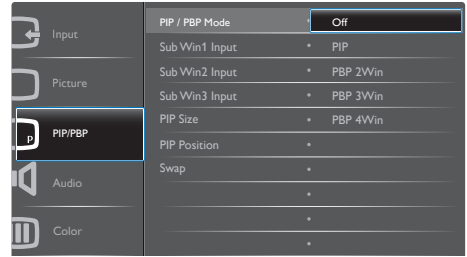 Input
Picture
P
PIP/PBP
Audio
Color
PIP / PBP Mode
Sub Win1 Input
Sub Win2 Input
Sub Win3 Input
PIP Size
PIP Position
Swap
Off
PIP
PBP 2Win
PBP 3Win
PBP 4Win